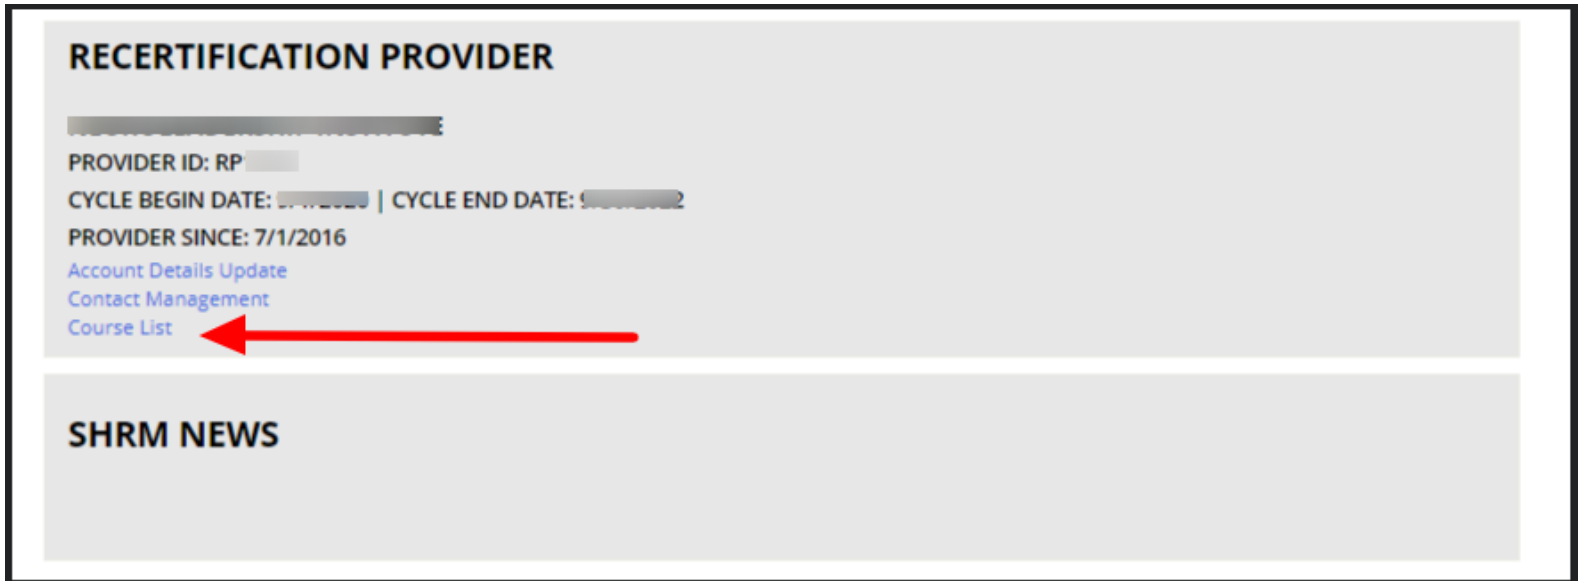 RECERTIFICATION PROVIDER
PROVIDER ID: RP
CYCLE BEGIN DATE: | CYCLE END DATE:
PROVIDER SINCE: 7/1/2016
Account Details Update
Contact Management
Course List
SHRM NEWS